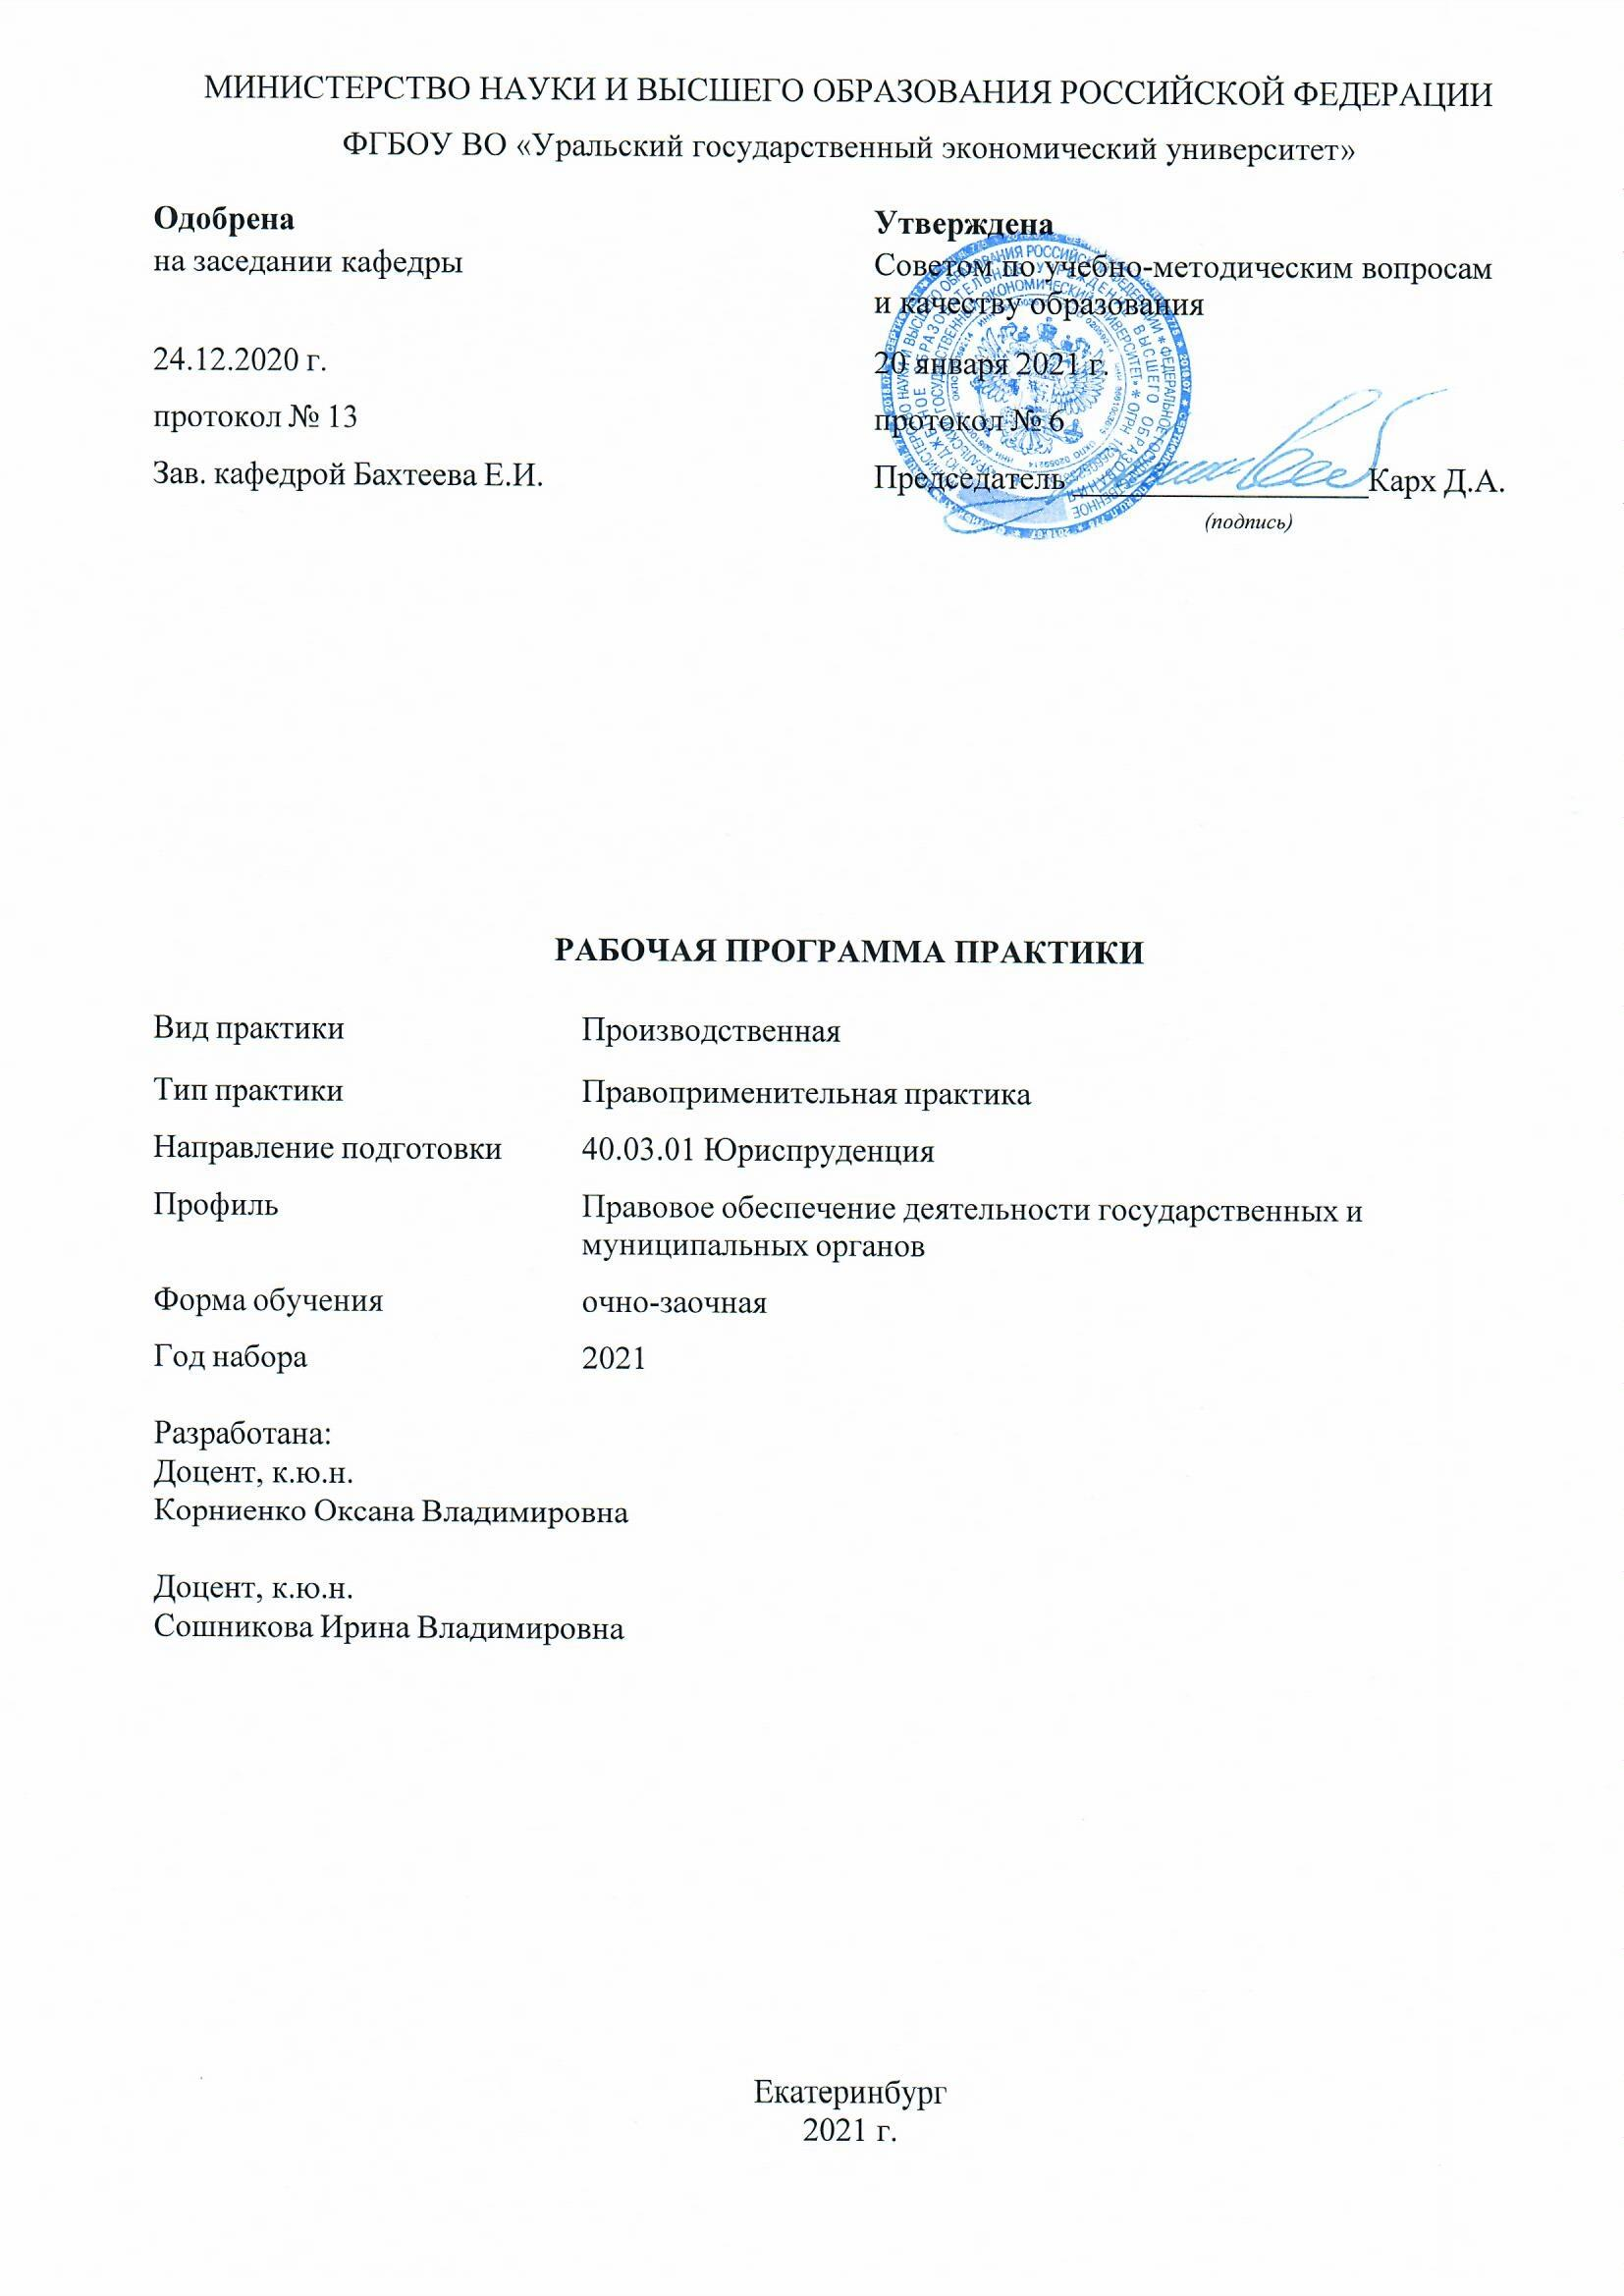 МИНИСТЕРСТВО НАУКИ И ВЫСШЕГО ОБРАЗОВАНИЯ РОССИЙСКОЙ ФЕДЕРАЦИИ
ФГБОУ ВО «Уральский государственный экономический университет»
Одобрена
на заседании кафедры
24.12.2020 г.
протокол № 13
Зав. кафедрой Бахтеева Е.И.
Утверждена
Советом по учебно-методическим вопросам
и качеству образования
20 января 2021 г.
протокол № 6
Председатель Карх Д.А.
(подпись)
РАБОЧАЯ ПРОГРАММА ПРАКТИКИ
Вид практики Производственная
Тип практики Правоприменительная практика
Направление подготовки 40.03.01 Юриспруденция
Профиль Правовое обеспечение деятельности государственных и
муниципальных органов
Форма обучения очно-заочная
Год набора 2021
Разработана:
Доцент, к.ю.н.
Корниенко Оксана Владимировна
Доцент, к.ю.н.
Сошникова Ирина Владимировна
Екатеринбург
2021 г.